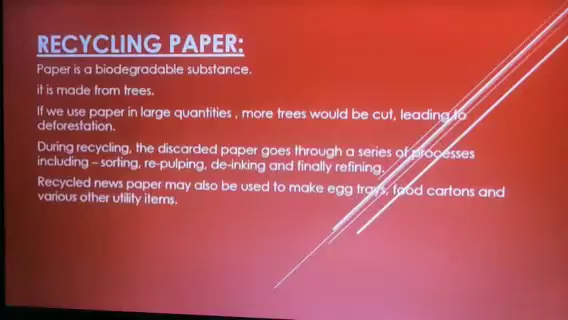 RECYCLING PAPER:
Paper is a biodegradable substance.
it is made from trees.
If we use paper in large quantities , more trees would be cut, leading to
deforestation.
During recycling, the discarded paper goes through a series of processes
including – sorting, re-pulping, de-inking and finally refining.
Recycled news paper may also be used to make egg trays, food cartons and
various other utility items.